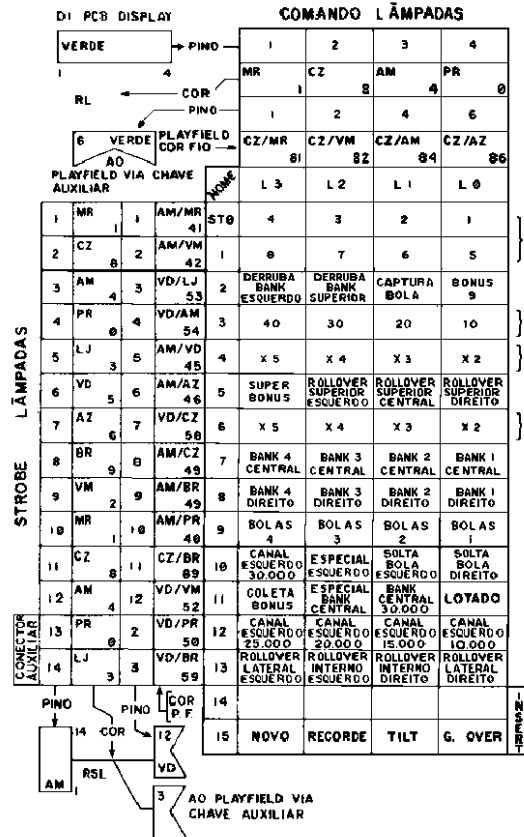 D1 PCB DISPLAY
COMANDO LÂMPADAS
VERDE
PINO 1 2 3 4
1 4
COR MR 1 CZ 8 AM 4 PR 0
RL
PINO 1 2 4 6
6 VERDE
PLAYFIELD COR FIO CZ/MR 81 CZ/VM 82 CZ/AM 84 CZ/AZ 86
AO
PLAYFIELD VIA CHAVE
AUXILIAR
NOME L3 L2 L1 L0
STROBE LÂMPADAS
1 MR 1 1 AM/MR 41 ST0 4 3 2 1
2 CZ 8 2 AM/VM 42 1 8 7 6 5
3 AM 4 3 VD/LJ 53 2 DERRUBA BANK ESQUERDO DERRUBA BANK SUPERIOR CAPTURA BOLA BONUS 9
4 PR 0 4 VD/AM 54 3 40 30 20 10
5 LJ 3 5 AM/VD 45 4 X5 X4 X3 X2
6 VD 5 6 AM/AZ 46 5 SUPER BONUS ROLLOVER SUPERIOR ESQUERDO ROLLOVER SUPERIOR CENTRAL ROLLOVER SUPERIOR DIREITO
7 AZ 6 7 VD/CZ 58 6 X5 X4 X3 X2
8 BR 9 8 AM/CZ 49 7 BANK 4 CENTRAL BANK 3 CENTRAL BANK 2 CENTRAL BANK 1 CENTRAL
9 VM 2 9 AM/BR 49 8 BANK 4 DIREITO BANK 3 DIREITO BANK 2 DIREITO BANK 1 DIREITO
10 MR 1 10 AM/PR 40 9 BOLAS 4 BOLAS 3 BOLAS 2 BOLAS 1
11 CZ 8 11 CZ/BR 89 10 CANAL ESQUERDO 30.000 ESPECIAL ESQUERDO SOLTA BOLA ESQUERDO SOLTA BOLA DIREITO
12 AM 4 12 VD/VM 52 11 COLETA BONUS ESPECIAL BANK CENTRAL BANK CENTRAL 30.000 LOTADO
CONECTOR AUXILIAR
13 PR 0 2 VD/PR 50 12 CANAL ESQUERDO 25.000 CANAL ESQUERDO 20.000 CANAL ESQUERDO 15.000 CANAL ESQUERDO 10.000
14 LJ 3 3 VD/BR 59 13 ROLLOVER LATERAL ESQUERDO ROLLOVER INTERNO ESQUERDO ROLLOVER INTERNO DIREITO ROLLOVER LATERAL DIREITO
PINO COR PINO COR P.F. 14
15 NOVO RECORDE TILT G. OVER
INSERT
14 12
RSL VD
AM 1
3 AO PLAYFIELD VIA
CHAVE AUXILIAR